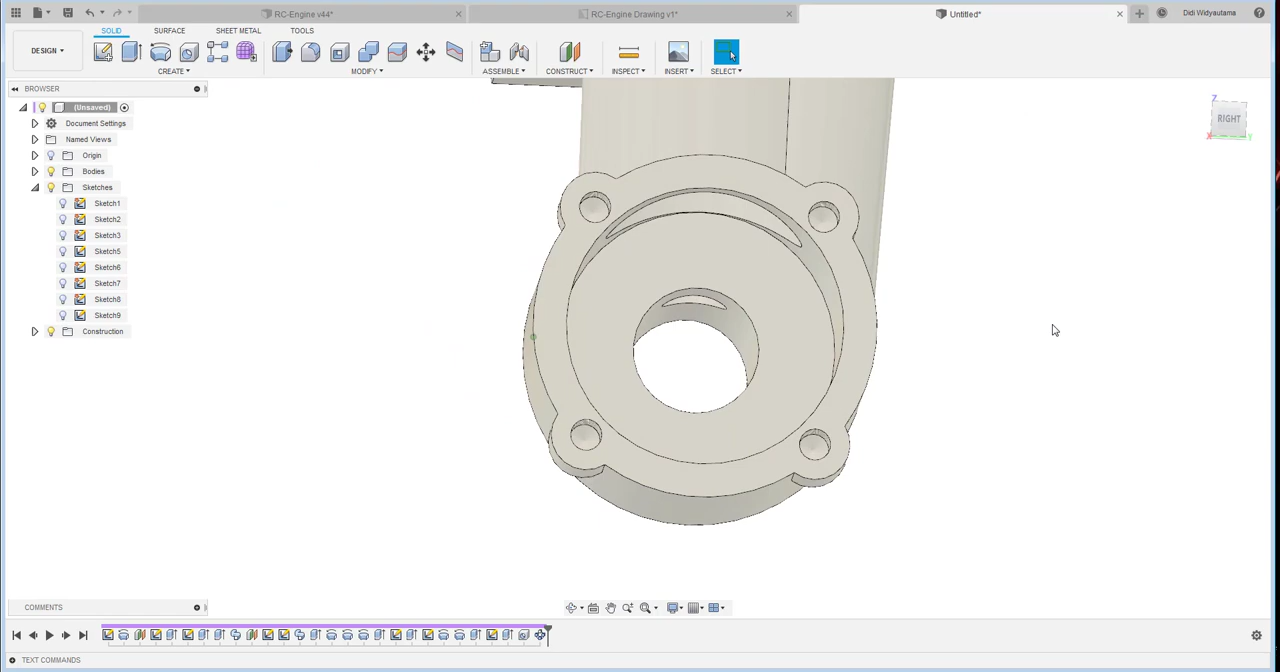 RC-Engine v44*
RC-Engine Drawing v1*
Untitled*
Didi Widyautama
SOLID
SURFACE
SHEET METAL
TOOLS
DESIGN
CREATE
MODIFY
ASSEMBLE
CONSTRUCT
INSPECT
INSERT
SELECT
BROWSER
(Unsaved)
Document Settings
Named Views
Origin
Bodies
Sketches
Sketch1
Sketch2
Sketch3
Sketch5
Sketch6
Sketch7
Sketch8
Sketch9
Construction
Z
RIGHT
X
Y
COMMENTS
TEXT COMMANDS